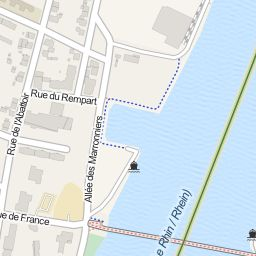 Rue du Rempart
Rue de l'Abattoir
Allée des Marronniers
e Rhin / Rhein)
ue de France